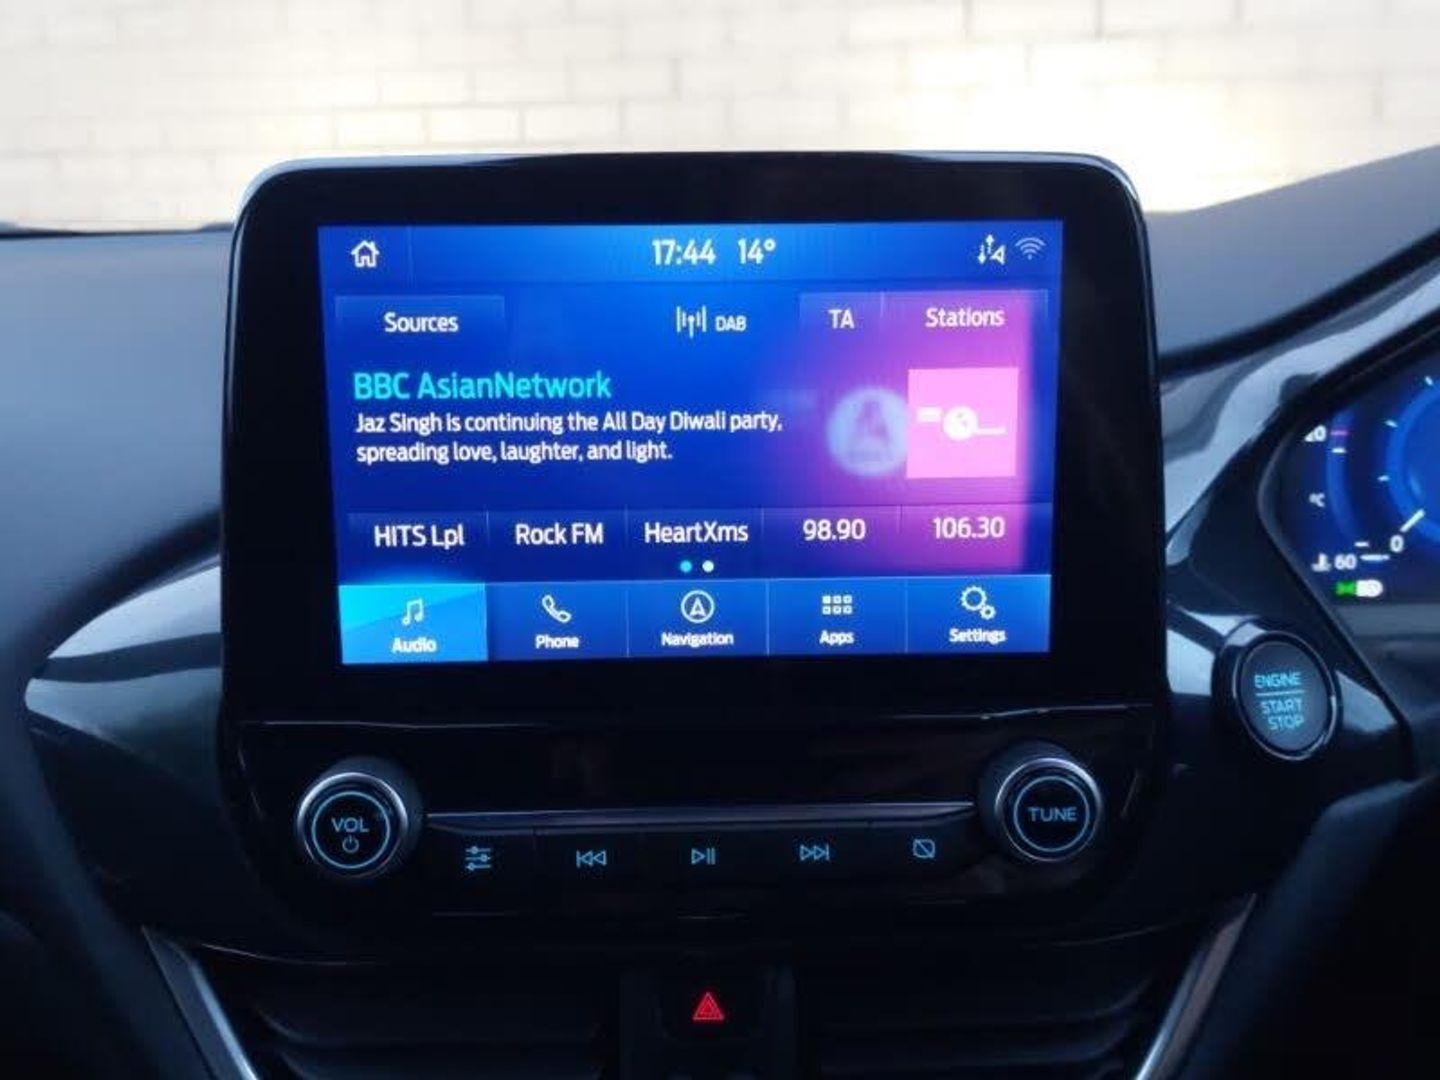 17:44 14°
Sources DAB TA Stations
BBC AsianNetwork
Jaz Singh is continuing the All Day Diwali party,
spreading love, laughter, and light.
HITS Lpl Rock FM HeartXms 98.90 106.30
Audio Phone Navigation Apps Settings
°C
60 0
ENGINE
START
STOP
VOL
TUNE